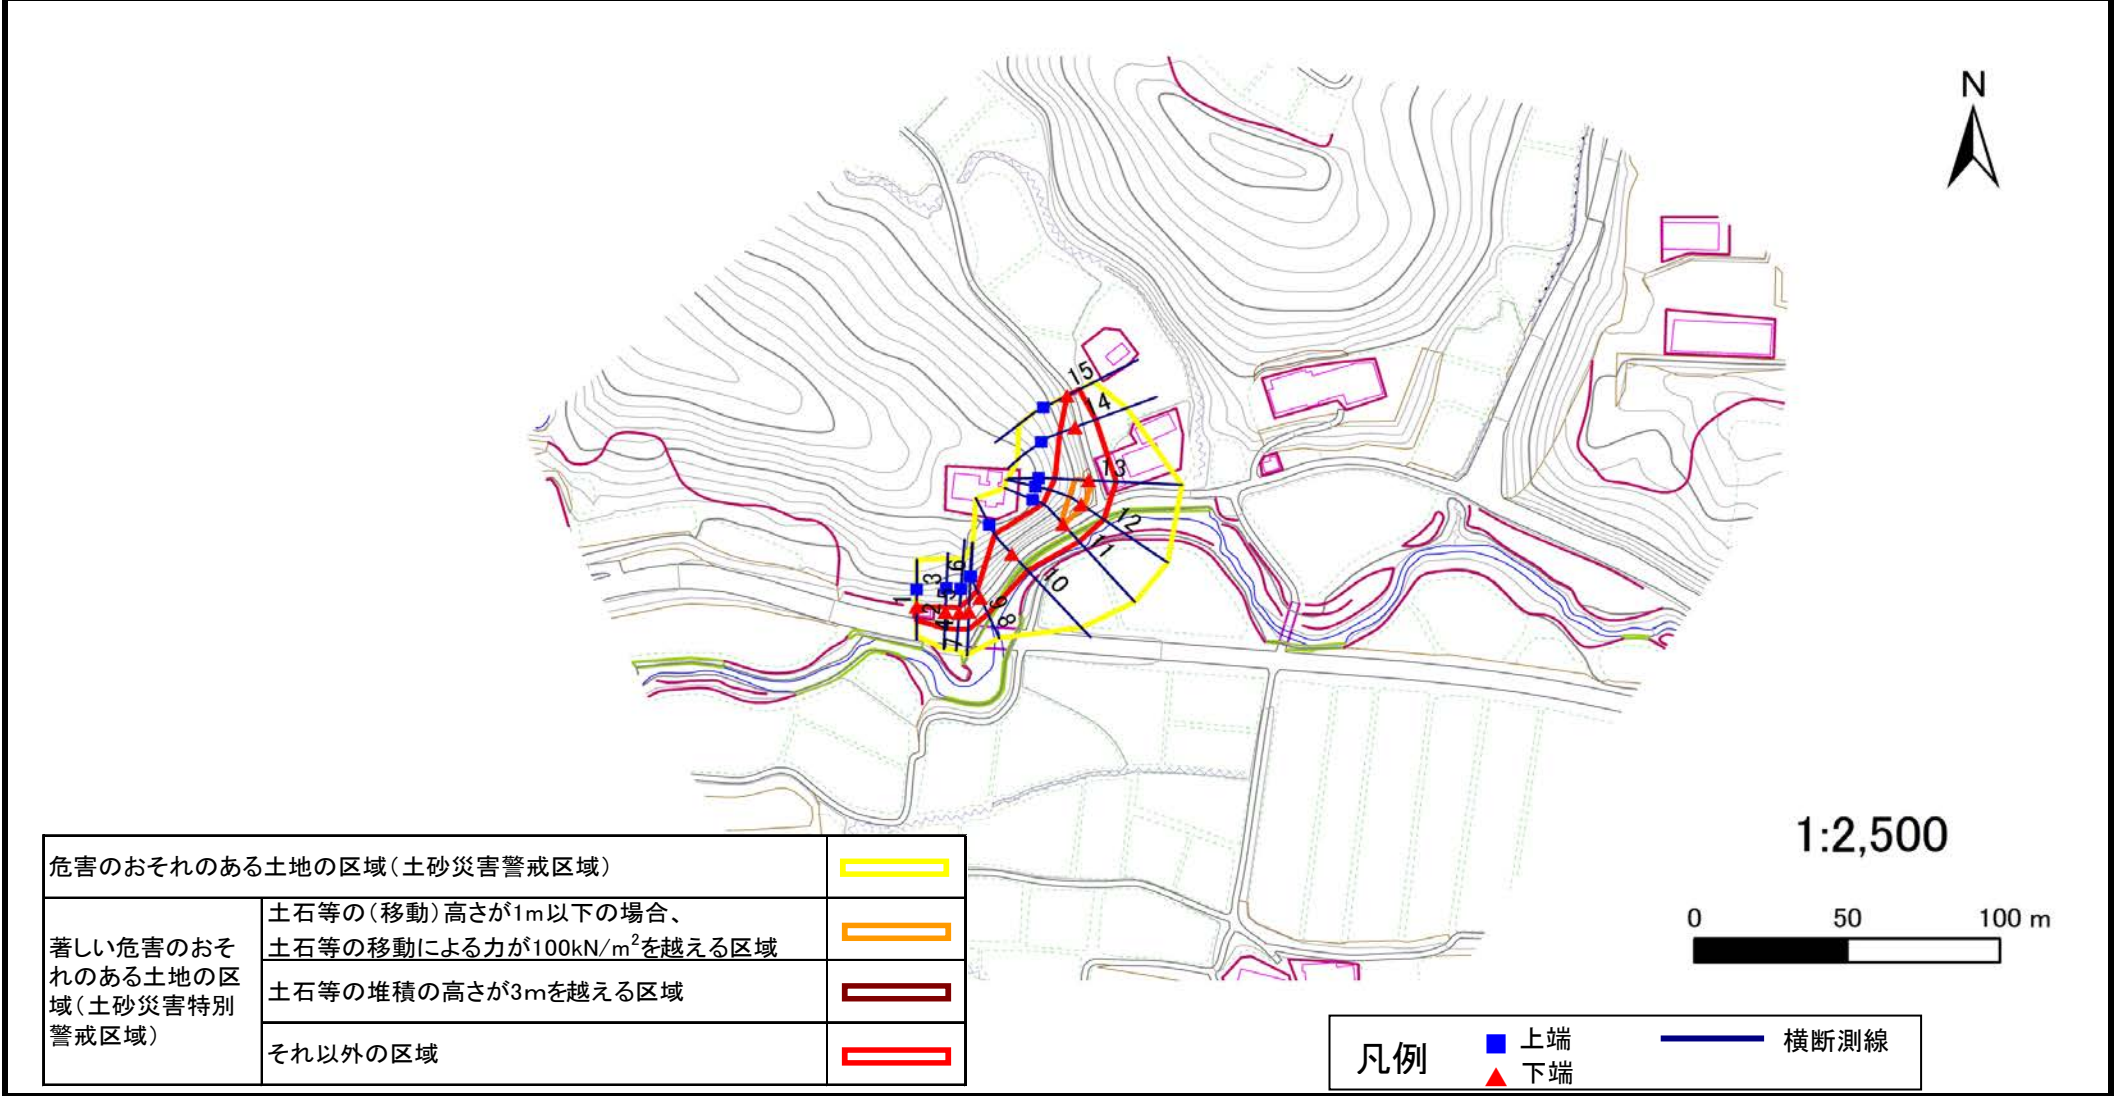 N
15
14
13
12
11
10
6
3
5
1
2
4
9
8
7
1:2,500
0 50 100 m
危害のおそれのある土地の区域(土砂災害警戒区域)
著しい危害のおそ
れのある土地の区
域(土砂災害特別
警戒区域)
土石等の(移動)高さが1m以下の場合、
土石等の移動による力が100kN/m²を越える区域
土石等の堆積の高さが3mを越える区域
それ以外の区域
凡例
上端
下端
横断測線